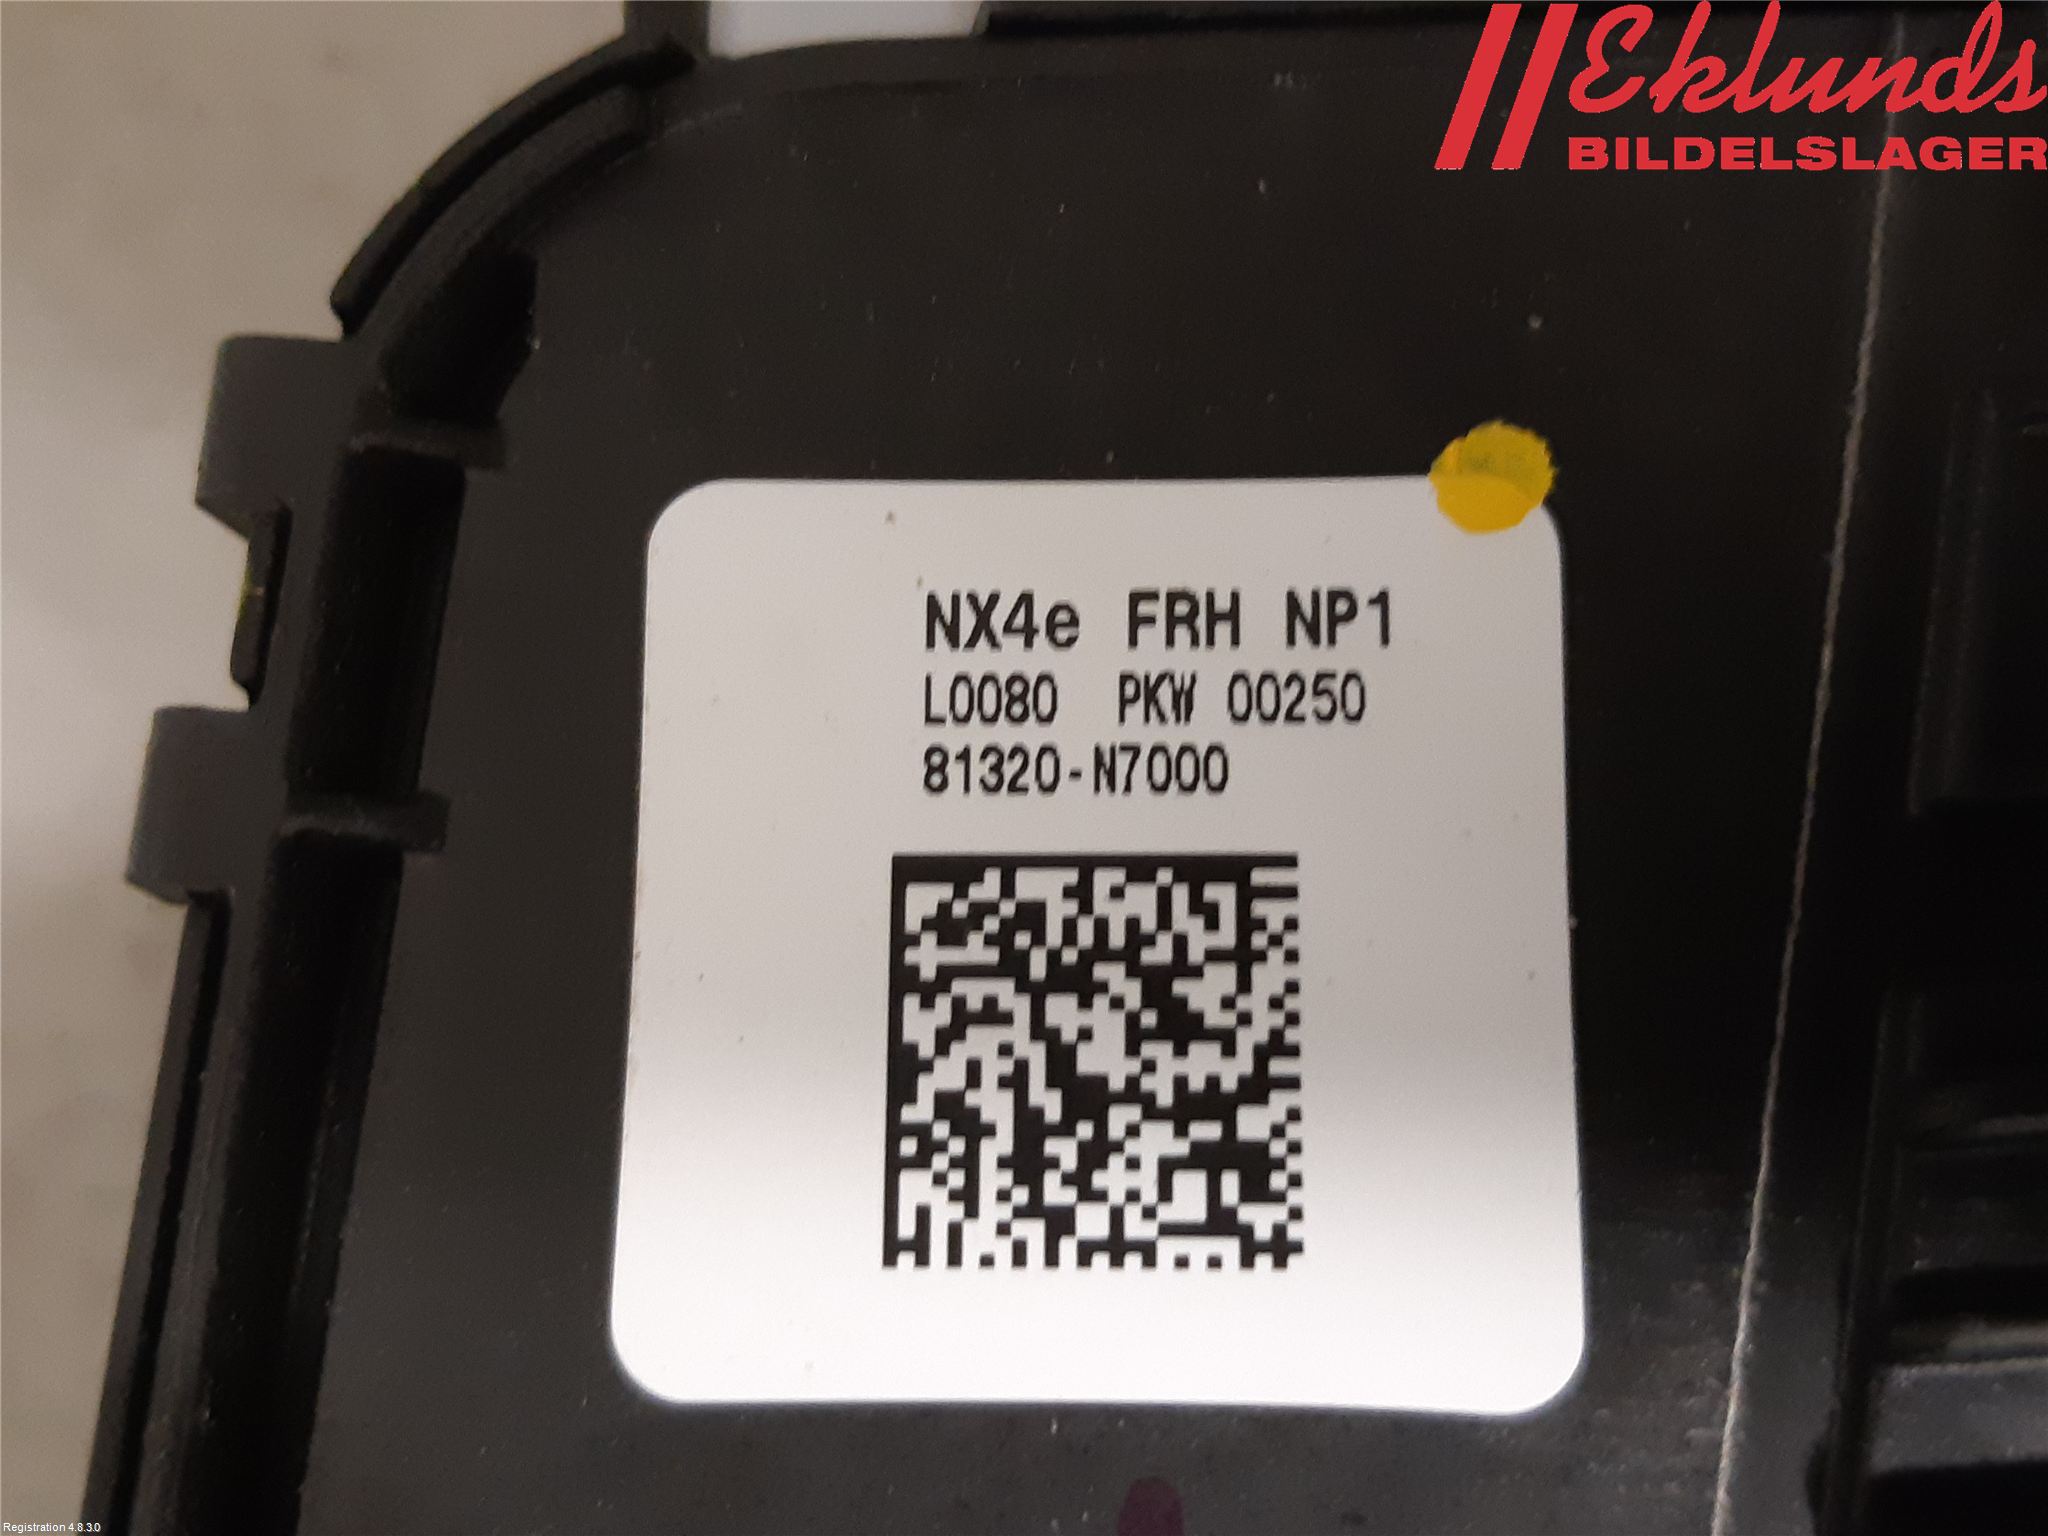 Eklunds
BILDELSLAGER
NX4e FRH NP1
L0080 PKW 00250
81320-N7000
Registration 4.8.3.0